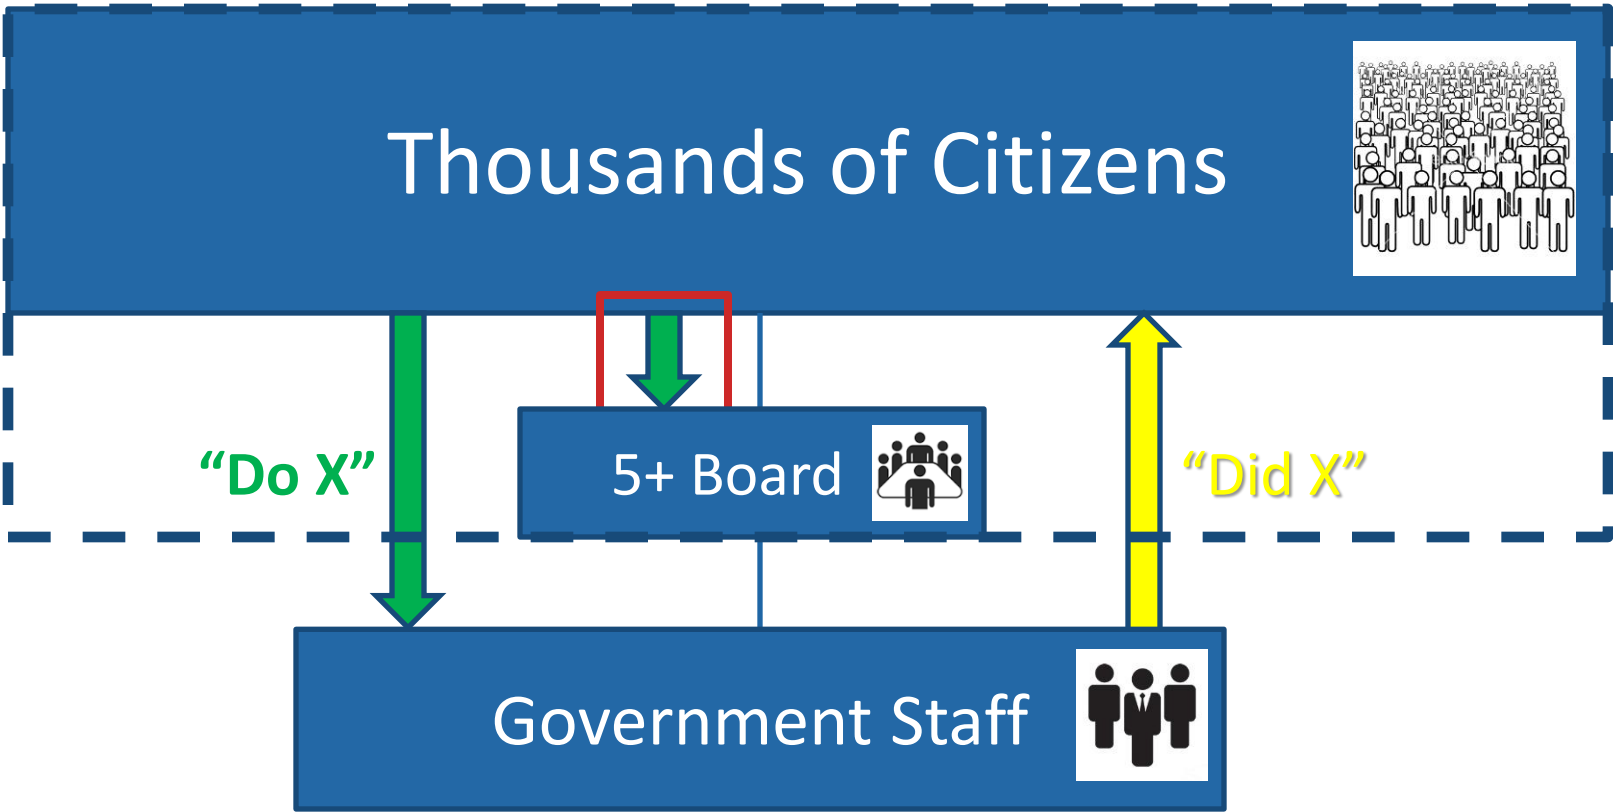 Thousands of Citizens
“Do X”
5+ Board
“Did X”
Government Staff